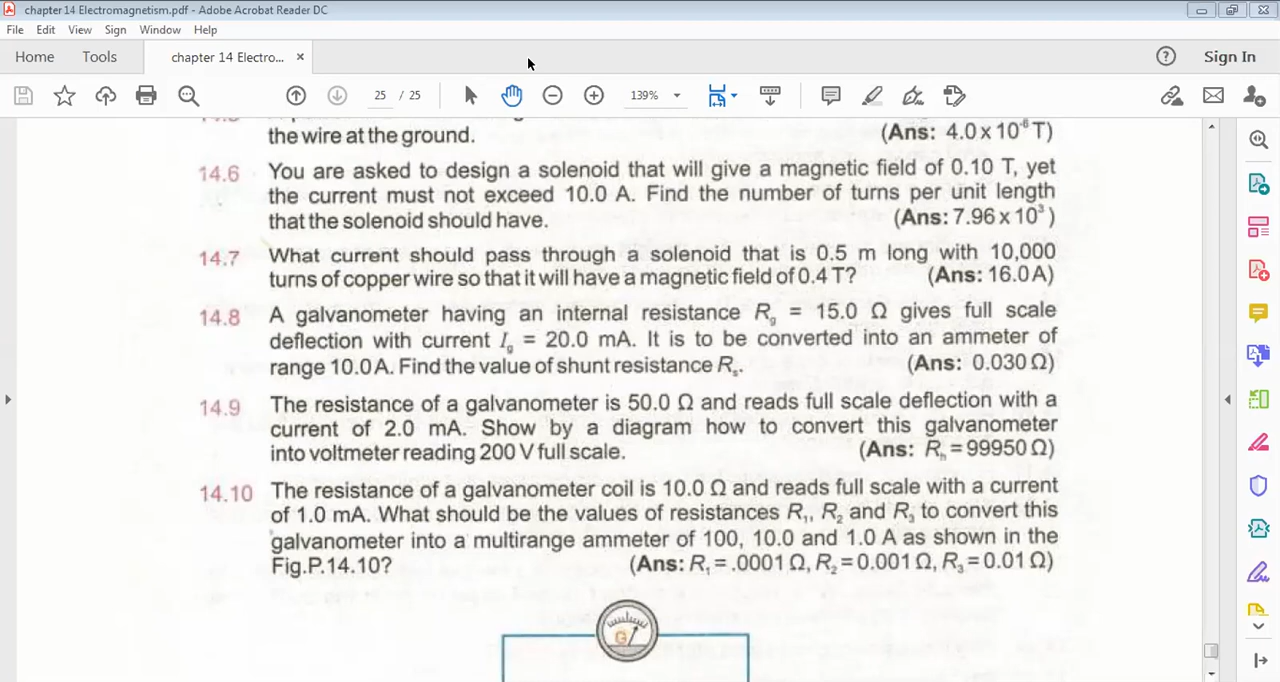 chapter 14 Electromagnetism.pdf - Adobe Acrobat Reader DC
File Edit View Sign Window Help
Home Tools chapter 14 Electro... × ? Sign In
25 / 25 139%
the wire at the ground. (Ans: 4.0 x 10⁻⁶ T)
14.6 You are asked to design a solenoid that will give a magnetic field of 0.10 T, yet
the current must not exceed 10.0 A. Find the number of turns per unit length
that the solenoid should have. (Ans: 7.96 x 10³ )
14.7 What current should pass through a solenoid that is 0.5 m long with 10,000
turns of copper wire so that it will have a magnetic field of 0.4 T? (Ans: 16.0 A)
14.8 A galvanometer having an internal resistance Rg = 15.0 Ω gives full scale
deflection with current Ig = 20.0 mA. It is to be converted into an ammeter of
range 10.0 A. Find the value of shunt resistance Rs. (Ans: 0.030 Ω)
14.9 The resistance of a galvanometer is 50.0 Ω and reads full scale deflection with a
current of 2.0 mA. Show by a diagram how to convert this galvanometer
into voltmeter reading 200 V full scale. (Ans: Rh = 99950 Ω)
14.10 The resistance of a galvanometer coil is 10.0 Ω and reads full scale with a current
of 1.0 mA. What should be the values of resistances R₁, R₂ and R₃ to convert this
galvanometer into a multirange ammeter of 100, 10.0 and 1.0 A as shown in the
Fig.P.14.10? (Ans: R₁ = .0001 Ω, R₂ = 0.001 Ω, R₃ = 0.01 Ω)
G